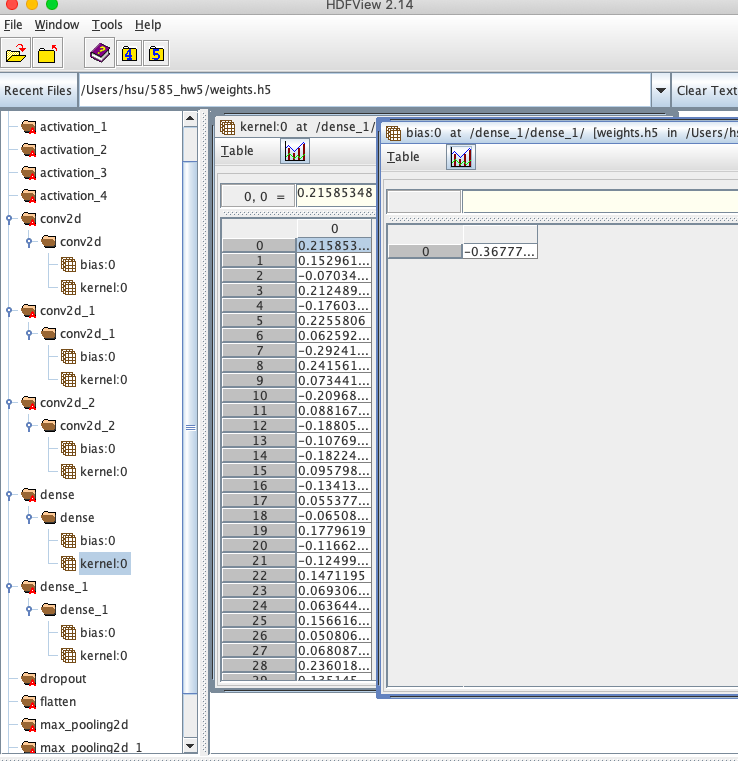 HDFView 2.14
File Window Tools Help
4 5
Recent Files /Users/hsu/585_hw5/weights.h5 Clear Text
activation_1
activation_2
activation_3
activation_4
conv2d
conv2d
bias:0
kernel:0
conv2d_1
conv2d_1
bias:0
kernel:0
conv2d_2
conv2d_2
bias:0
kernel:0
dense
dense
bias:0
kernel:0
dense_1
dense_1
bias:0
kernel:0
dropout
flatten
max_pooling2d
max_pooling2d_1
kernel:0 at /dense_1/
Table
0, 0 = 0.21585348
0
0 0.215853...
1 0.152961...
2 -0.07034...
3 0.212489...
4 -0.17603...
5 0.2255806
6 0.062592...
7 -0.29241...
8 0.241561...
9 0.073441...
10 -0.20968...
11 0.088167...
12 -0.18805...
13 -0.10769...
14 -0.18224...
15 0.095798...
16 -0.13413...
17 0.055377...
18 -0.06508...
19 0.1779619
20 -0.11662...
21 -0.12499...
22 0.1471195
23 0.069306...
24 0.063644...
25 0.156616...
26 0.050806...
27 0.068087...
28 0.236018...
29 0.135145...
bias:0 at /dense_1/dense_1/ [weights.h5 in /Users/hs
Table
0 -0.36777...